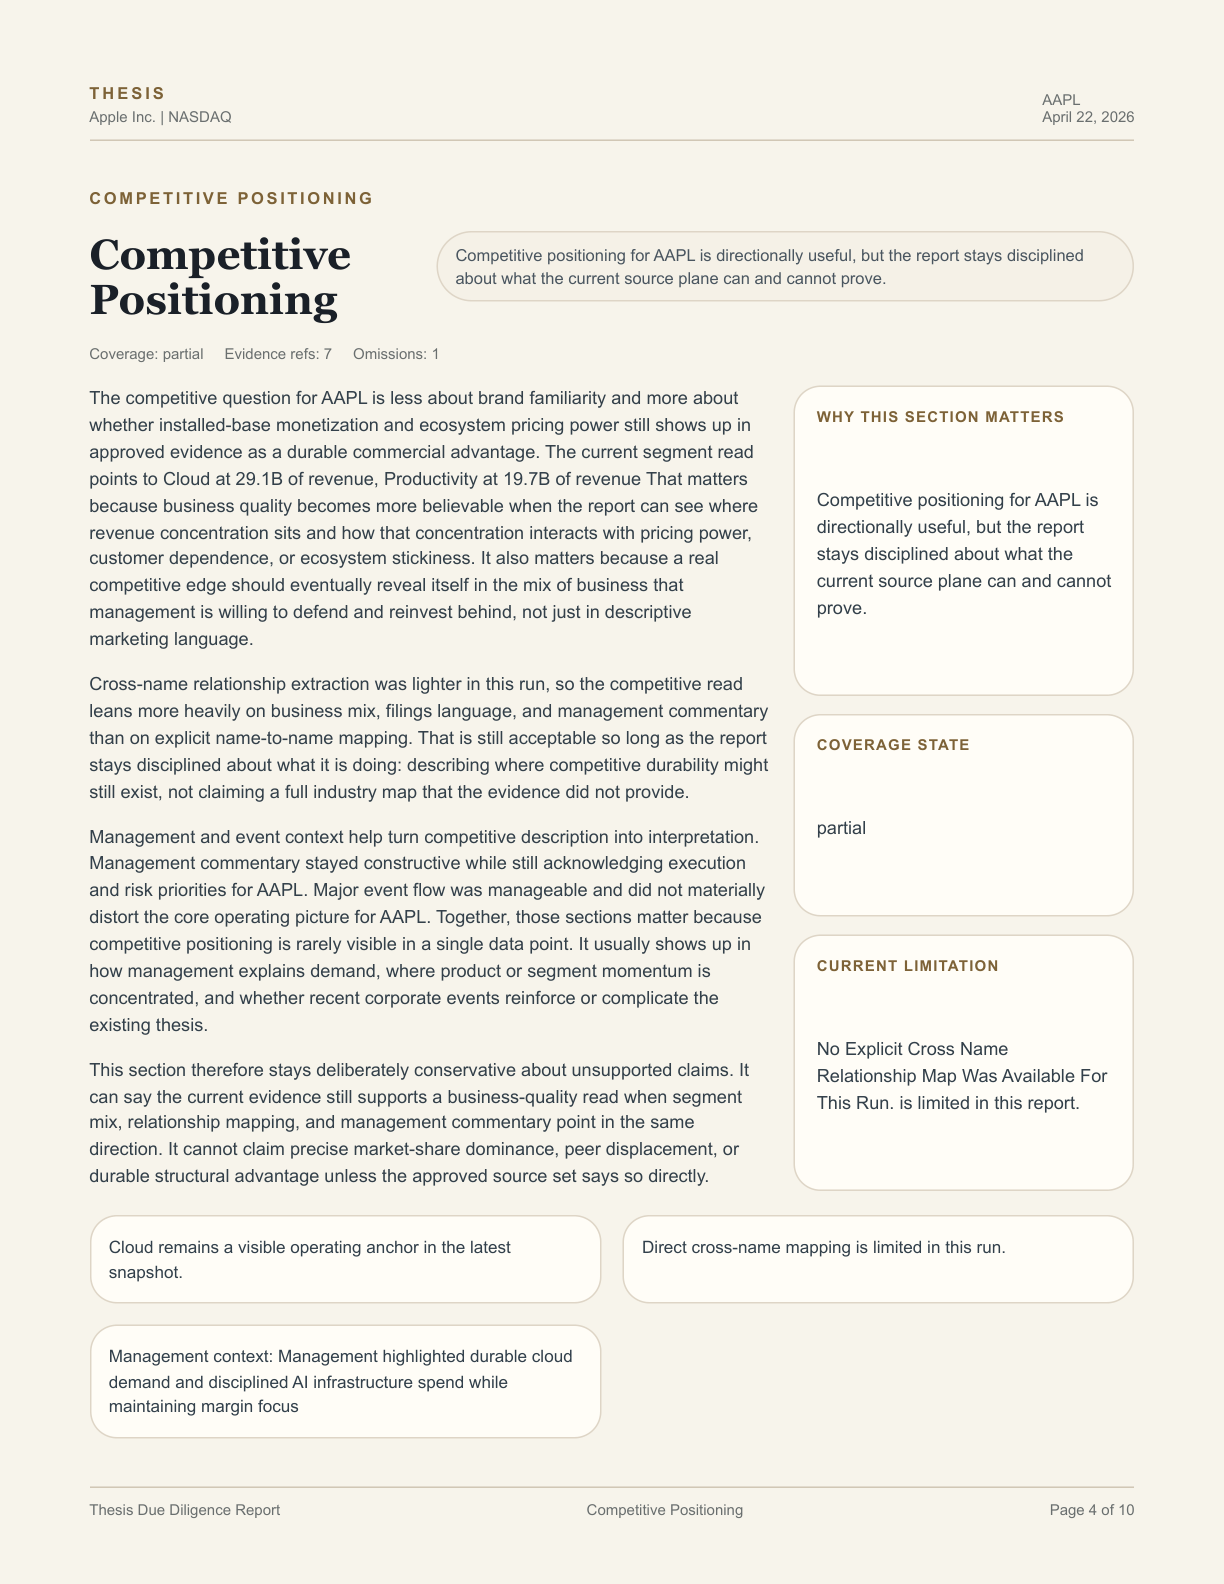 THESIS
Apple Inc. | NASDAQ
AAPL
April 22, 2026
COMPETITIVE POSITIONING
Competitive
Positioning
Competitive positioning for AAPL is directionally useful, but the report stays disciplined
about what the current source plane can and cannot prove.
Coverage: partial Evidence refs: 7 Omissions: 1
The competitive question for AAPL is less about brand familiarity and more about
whether installed-base monetization and ecosystem pricing power still shows up in
approved evidence as a durable commercial advantage. The current segment read
points to Cloud at 29.1B of revenue, Productivity at 19.7B of revenue That matters
because business quality becomes more believable when the report can see where
revenue concentration sits and how that concentration interacts with pricing power,
customer dependence, or ecosystem stickiness. It also matters because a real
competitive edge should eventually reveal itself in the mix of business that
management is willing to defend and reinvest behind, not just in descriptive
marketing language.
Cross-name relationship extraction was lighter in this run, so the competitive read
leans more heavily on business mix, filings language, and management commentary
than on explicit name-to-name mapping. That is still acceptable so long as the report
stays disciplined about what it is doing: describing where competitive durability might
still exist, not claiming a full industry map that the evidence did not provide.
Management and event context help turn competitive description into interpretation.
Management commentary stayed constructive while still acknowledging execution
and risk priorities for AAPL. Major event flow was manageable and did not materially
distort the core operating picture for AAPL. Together, those sections matter because
competitive positioning is rarely visible in a single data point. It usually shows up in
how management explains demand, where product or segment momentum is
concentrated, and whether recent corporate events reinforce or complicate the
existing thesis.
This section therefore stays deliberately conservative about unsupported claims. It
can say the current evidence still supports a business-quality read when segment
mix, relationship mapping, and management commentary point in the same
direction. It cannot claim precise market-share dominance, peer displacement, or
durable structural advantage unless the approved source set says so directly.
WHY THIS SECTION MATTERS
Competitive positioning for AAPL is
directionally useful, but the report
stays disciplined about what the
current source plane can and cannot
prove.
COVERAGE STATE
partial
CURRENT LIMITATION
No Explicit Cross Name
Relationship Map Was Available For
This Run. is limited in this report.
Cloud remains a visible operating anchor in the latest
snapshot.
Direct cross-name mapping is limited in this run.
Management context: Management highlighted durable cloud
demand and disciplined AI infrastructure spend while
maintaining margin focus
Thesis Due Diligence Report
Competitive Positioning
Page 4 of 10